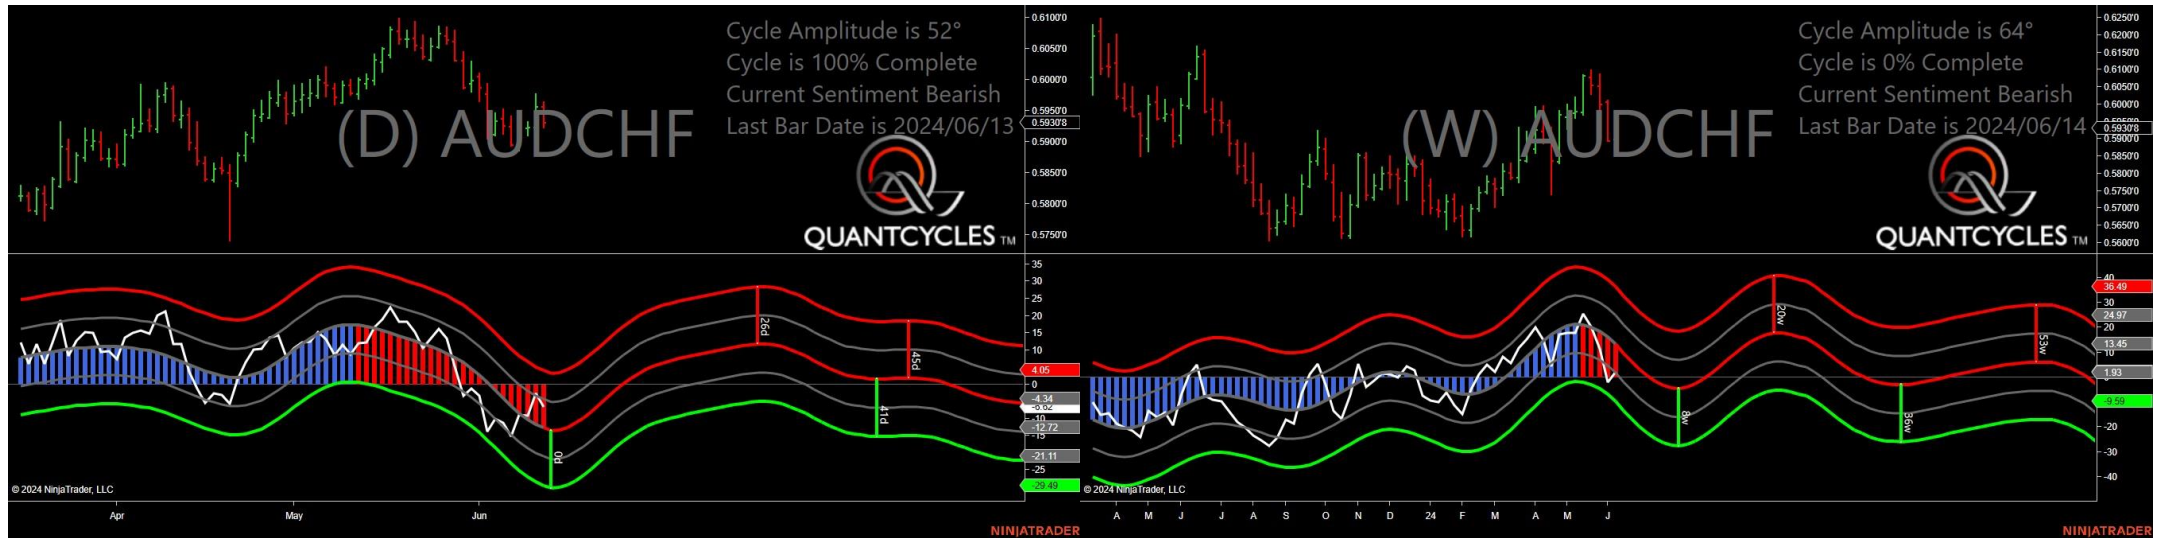 Cycle Amplitude is 52°
Cycle is 100% Complete
Current Sentiment Bearish
Last Bar Date is 2024/06/13
(D) AUDCHF
QUANTCYCLES TM
0.6100'0
0.6050'0
0.6000'0
0.5950'0
0.5930'8
0.5900'0
0.5850'0
0.5800'0
0.5750'0
35
30
25
20
15
10
4.05
0
-4.34
-10
-12.72
-15
-21.11
-25
-29.49
0d
26d
41d
45d
© 2024 NinjaTrader, LLC
Apr May Jun
NINJATRADER
Cycle Amplitude is 64°
Cycle is 0% Complete
Current Sentiment Bearish
Last Bar Date is 2024/06/14
(W) AUDCHF
QUANTCYCLES TM
0.6250'0
0.6200'0
0.6150'0
0.6100'0
0.6050'0
0.6000'0
0.5930'8
0.5900'0
0.5850'0
0.5800'0
0.5750'0
0.5700'0
0.5650'0
0.5600'0
40
36.49
30
24.97
20
13.45
10
1.93
-9.59
-20
-30
-40
8w
20w
36w
53w
© 2024 NinjaTrader, LLC
A M J J A S O N D 24 F M A M J
NINJATRADER